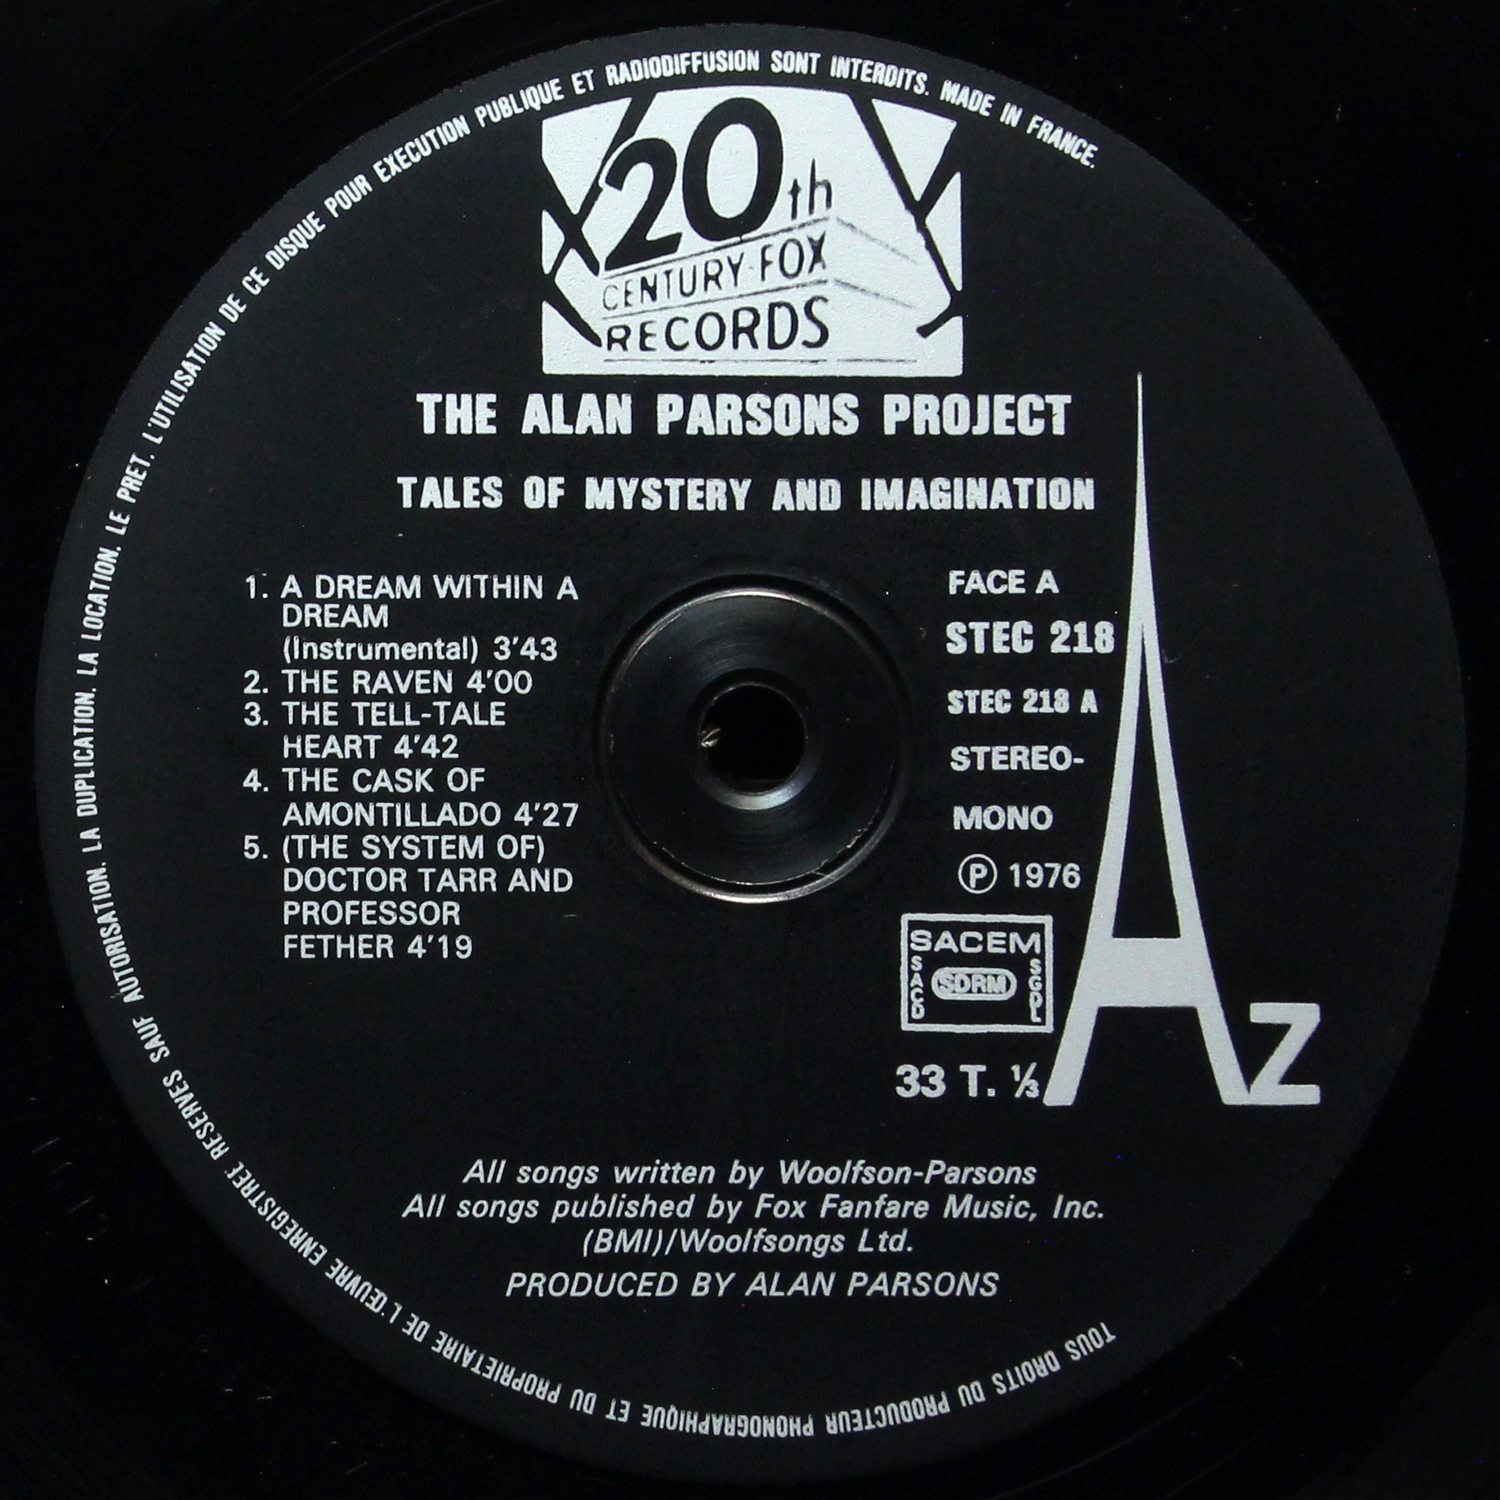 TOUS DROITS DU PRODUCTEUR PHONOGRAPHIQUE ET DU PROPRIETAIRE DE L'ŒUVRE ENREGISTREE RESERVES SAUF AUTORISATION. LA DUPLICATION. LA LOCATION. LE PRET. L'UTILISATION DE CE DISQUE POUR EXECUTION PUBLIQUE ET RADIODIFFUSION SONT INTERDITS. MADE IN FRANCE.
20th
CENTURY-FOX
RECORDS
THE ALAN PARSONS PROJECT
TALES OF MYSTERY AND IMAGINATION
1. A DREAM WITHIN A
DREAM
(Instrumental) 3'43
2. THE RAVEN 4'00
3. THE TELL-TALE
HEART 4'42
4. THE CASK OF
AMONTILLADO 4'27
5. (THE SYSTEM OF)
DOCTOR TARR AND
PROFESSOR
FETHER 4'19
FACE A
STEC 218
STEC 218 A
STEREO-
MONO
Ⓟ 1976
SACEM
SACD
SDRM
SGDL
33 T. ⅓
AZ
All songs written by Woolfson-Parsons
All songs published by Fox Fanfare Music, Inc.
(BMI)/Woolfsongs Ltd.
PRODUCED BY ALAN PARSONS